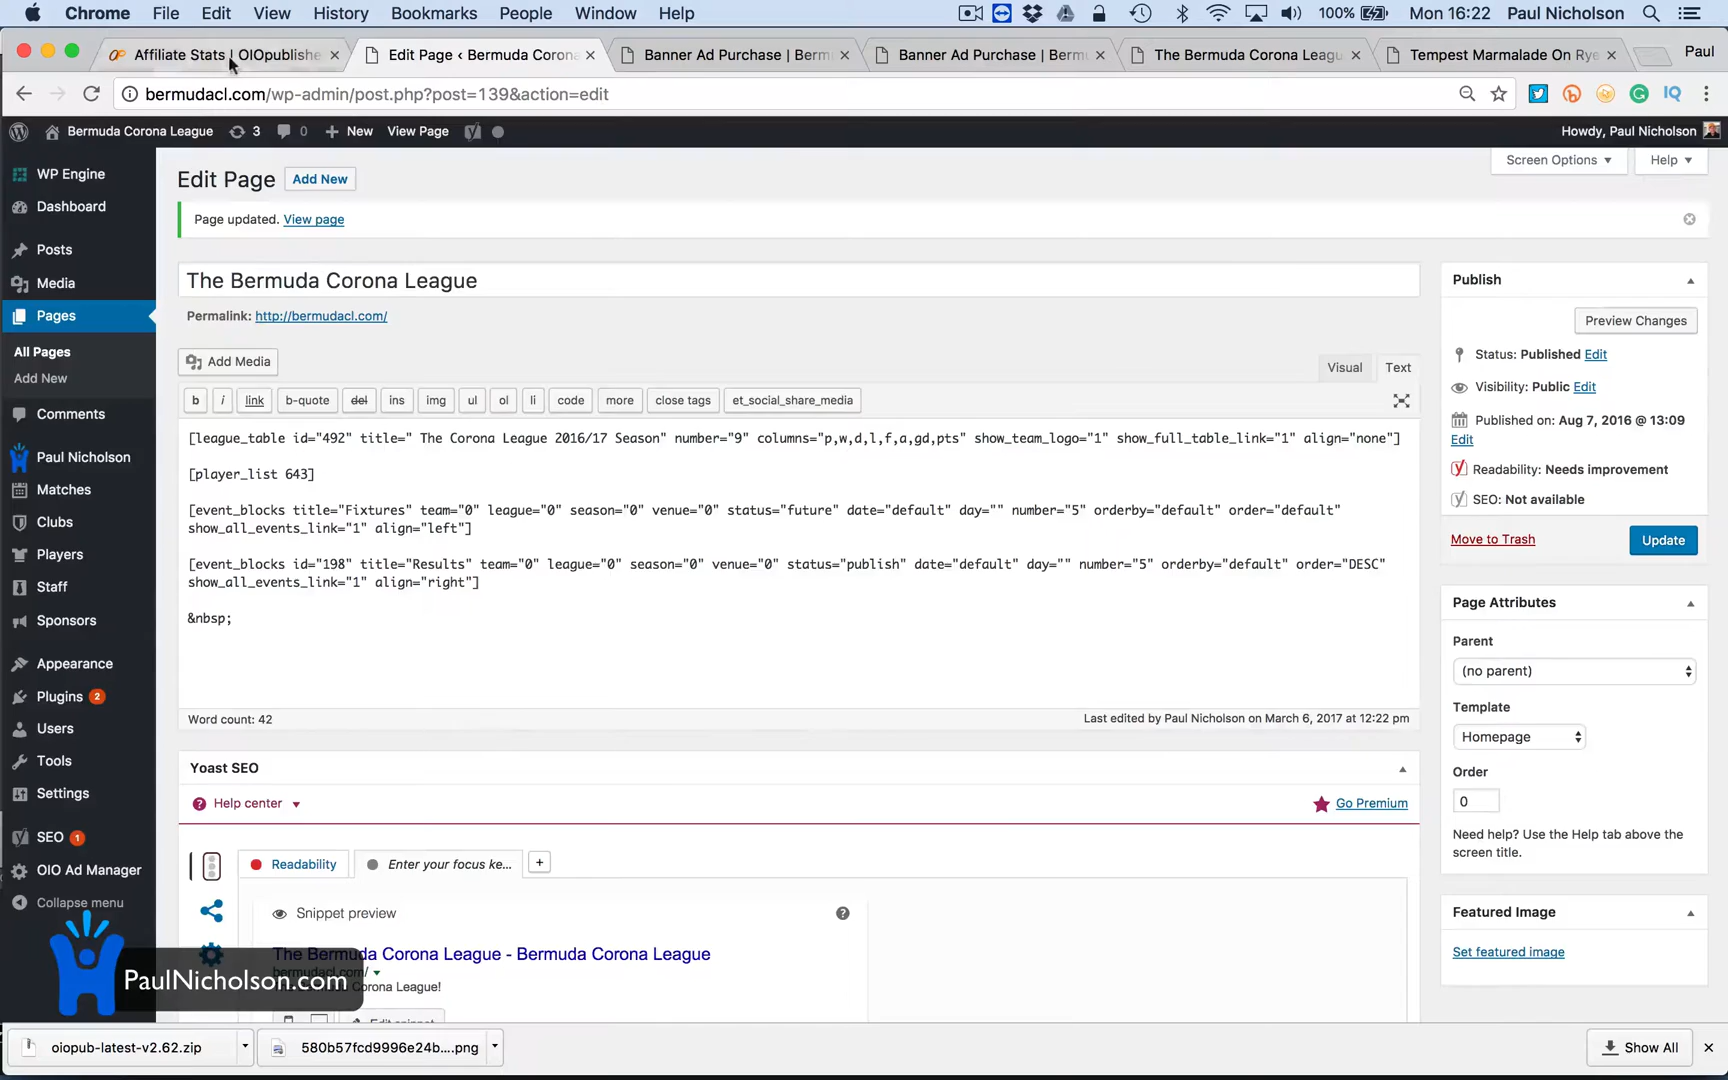 Chrome File Edit View History Bookmarks People Window Help 100% Mon 16:22 Paul Nicholson
Affiliate Stats | OIOpublishe Edit Page ‹ Bermuda Corona Banner Ad Purchase | Berm Banner Ad Purchase | Bermu The Bermuda Corona Leagu Tempest Marmalade On Rye Paul
bermudacl.com/wp-admin/post.php?post=139&action=edit
Bermuda Corona League 3 0 New View Page Howdy, Paul Nicholson
Screen Options Help
WP Engine
Dashboard
Posts
Media
Pages
All Pages
Add New
Comments
Paul Nicholson
Matches
Clubs
Players
Staff
Sponsors
Appearance
Plugins 2
Users
Tools
Settings
SEO 1
OIO Ad Manager
Collapse menu
Edit Page Add New
Page updated. View page
The Bermuda Corona League
Permalink: http://bermudacl.com/
Add Media
Visual Text
b i link b-quote del ins img ul ol li code more close tags et_social_share_media
[league_table id="492" title=" The Corona League 2016/17 Season" number="9" columns="p,w,d,l,f,a,gd,pts" show_team_logo="1" show_full_table_link="1" align="none"]
[player_list 643]
[event_blocks title="Fixtures" team="0" league="0" season="0" venue="0" status="future" date="default" day="" number="5" orderby="default" order="default"
show_all_events_link="1" align="left"]
[event_blocks id="198" title="Results" team="0" league="0" season="0" venue="0" status="publish" date="default" day="" number="5" orderby="default" order="DESC"
show_all_events_link="1" align="right"]
&nbsp;
Word count: 42 Last edited by Paul Nicholson on March 6, 2017 at 12:22 pm
Yoast SEO
Help center Go Premium
Readability Enter your focus ke... +
Snippet preview
The Bermuda Corona League - Bermuda Corona League
bermudacl.com/
Corona League!
Edit snippet
Publish
Preview Changes
Status: Published Edit
Visibility: Public Edit
Published on: Aug 7, 2016 @ 13:09
Edit
Readability: Needs improvement
SEO: Not available
Move to Trash Update
Page Attributes
Parent
(no parent)
Template
Homepage
Order
0
Need help? Use the Help tab above the
screen title.
Featured Image
Set featured image
PaulNicholson.com
oiopub-latest-v2.62.zip 580b57fcd9996e24b....png Show All